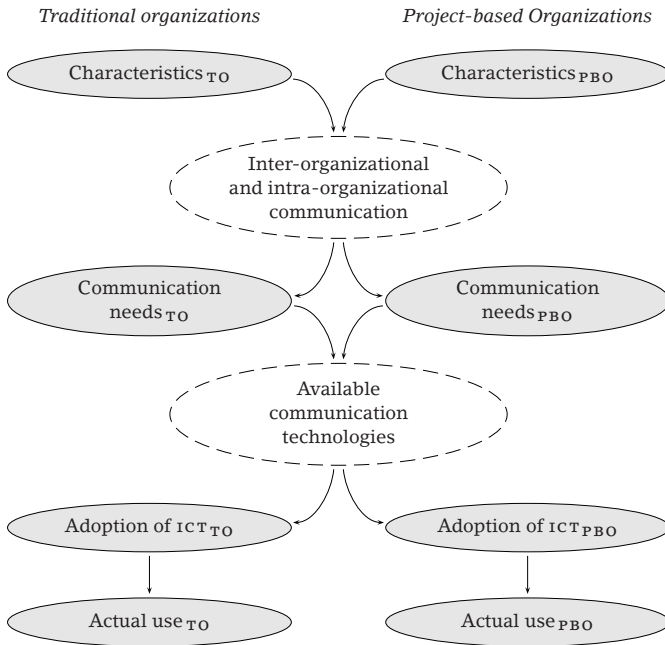 Traditional organizations
Project-based Organizations
Characteristics TO
Characteristics PBO
Inter-organizational
and intra-organizational
communication
Communication
needs TO
Communication
needs PBO
Available
communication
technologies
Adoption of ICT TO
Adoption of ICT PBO
Actual use TO
Actual use PBO